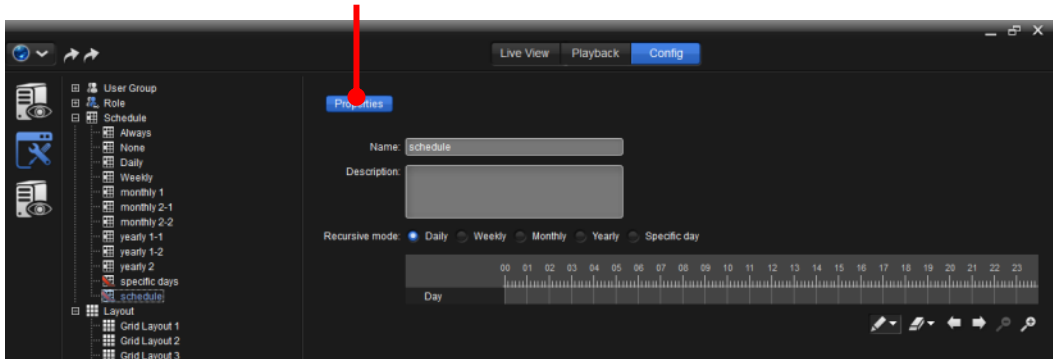 Live View Playback Config
User Group
Role
Schedule
Always
None
Daily
Weekly
monthly 1
monthly 2-1
monthly 2-2
yearly 1-1
yearly 1-2
yearly 2
specific days
schedule
Layout
Grid Layout 1
Grid Layout 2
Grid Layout 3
Properties
Name: schedule
Description:
Recursive mode: Daily Weekly Monthly Yearly Specific day
00 01 02 03 04 05 06 07 08 09 10 11 12 13 14 15 16 17 18 19 20 21 22 23
Day